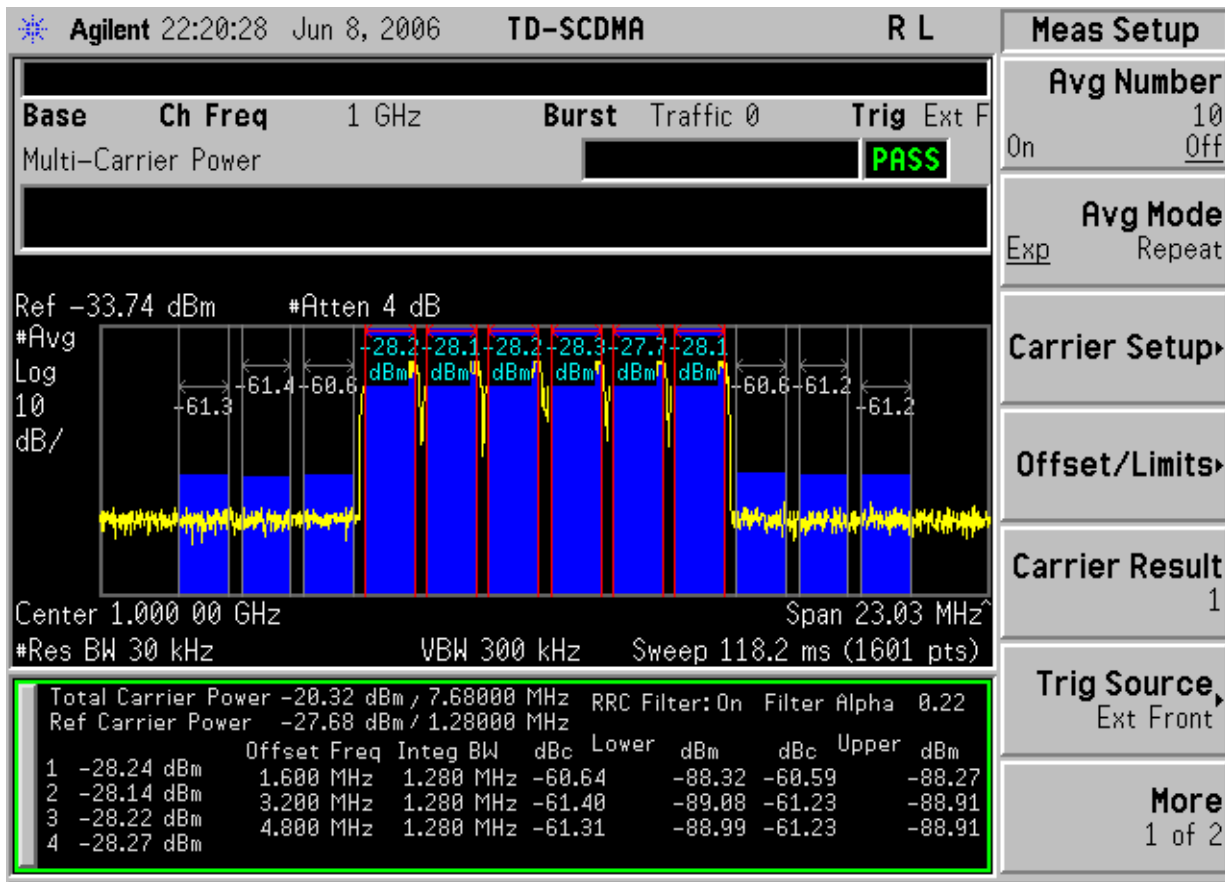 Agilent 22:20:28 Jun 8, 2006 TD-SCDMA R L
Base Ch Freq 1 GHz Burst Traffic 0 Trig Ext F
Multi-Carrier Power PASS
Ref -33.74 dBm #Atten 4 dB
#Avg
Log
10
dB/
-28.2 -28.1 -28.2 -28.3 -27.7 -28.1
dBm dBm dBm dBm dBm dBm
-61.3 -61.4 -60.6 -60.6 -61.2 -61.2
Center 1.000 00 GHz Span 23.03 MHz^
#Res BW 30 kHz VBW 300 kHz Sweep 118.2 ms (1601 pts)
Total Carrier Power -20.32 dBm / 7.68000 MHz RRC Filter: On Filter Alpha 0.22
Ref Carrier Power -27.68 dBm / 1.28000 MHz
Lower Upper
Offset Freq Integ BW dBc dBm dBc dBm
1 -28.24 dBm 1.600 MHz 1.280 MHz -60.64 -88.32 -60.59 -88.27
2 -28.14 dBm 3.200 MHz 1.280 MHz -61.40 -89.08 -61.23 -88.91
3 -28.22 dBm 4.800 MHz 1.280 MHz -61.31 -88.99 -61.23 -88.91
4 -28.27 dBm
Meas Setup
Avg Number
10
On Off
Avg Mode
Exp Repeat
Carrier Setup
Offset/Limits
Carrier Result
1
Trig Source
Ext Front
More
1 of 2